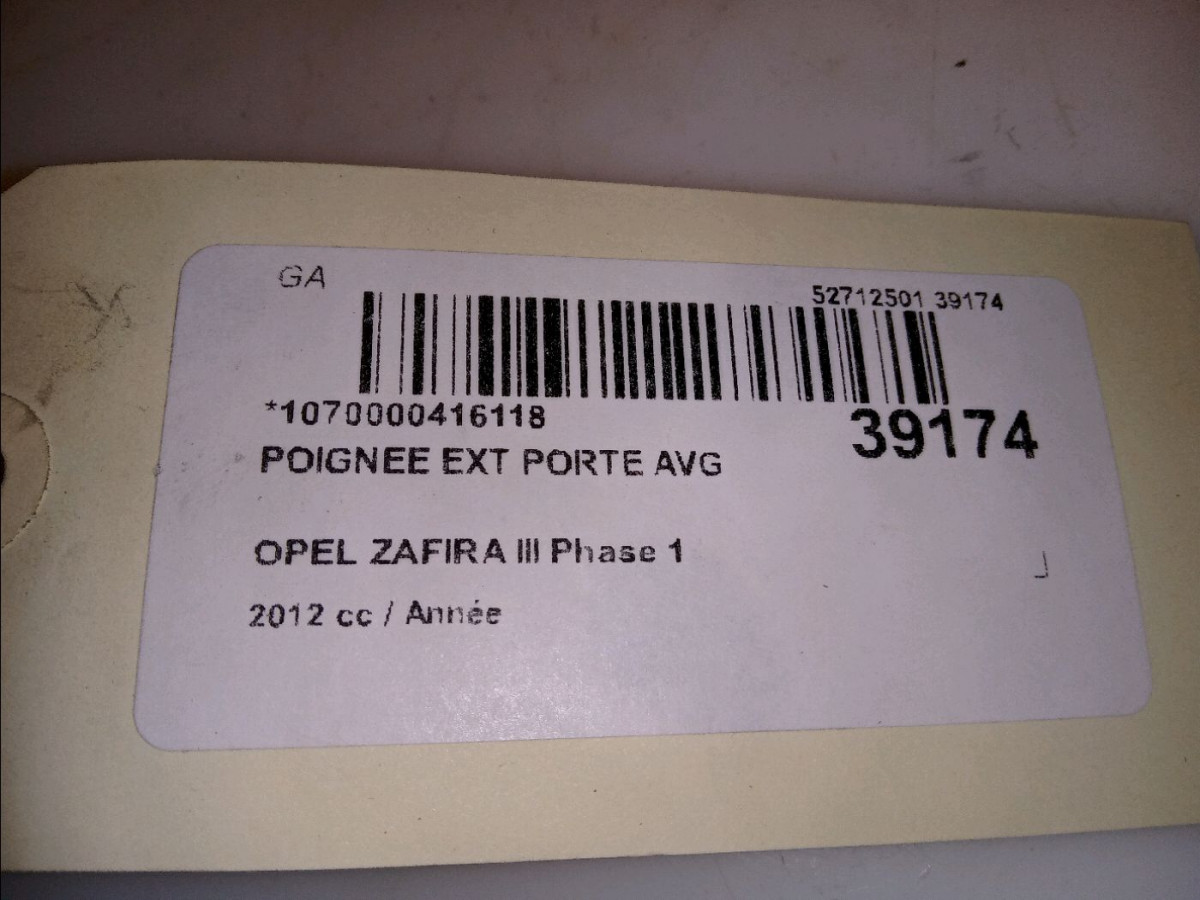 GA
52712501 39174
*1070000416118
39174
POIGNEE EXT PORTE AVG
OPEL ZAFIRA III Phase 1
2012 cc / Année